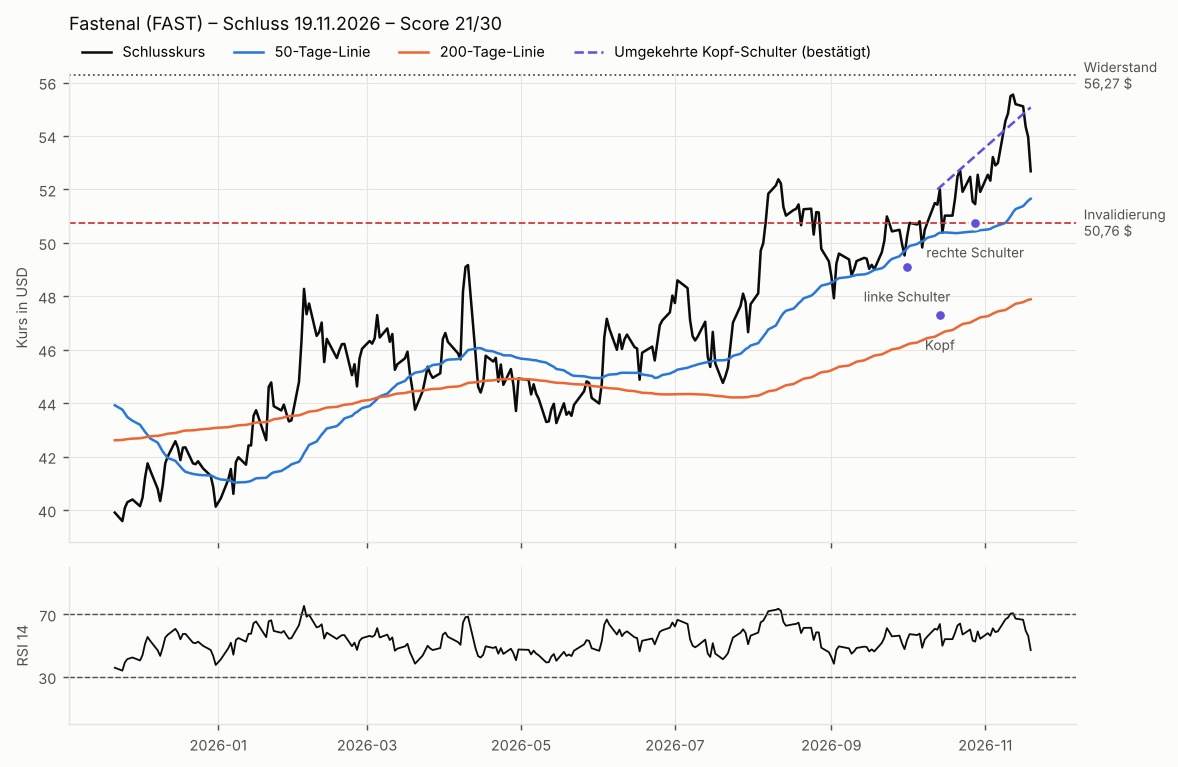 Fastenal (FAST) – Schluss 19.11.2026 – Score 21/30
Schlusskurs
50-Tage-Linie
200-Tage-Linie
Umgekehrte Kopf-Schulter (bestätigt)
Widerstand
56,27 $
Invalidierung
50,76 $
Kurs in USD
56
54
52
50
48
46
44
42
40
rechte Schulter
linke Schulter
Kopf
RSI 14
70
30
2026-01
2026-03
2026-05
2026-07
2026-09
2026-11